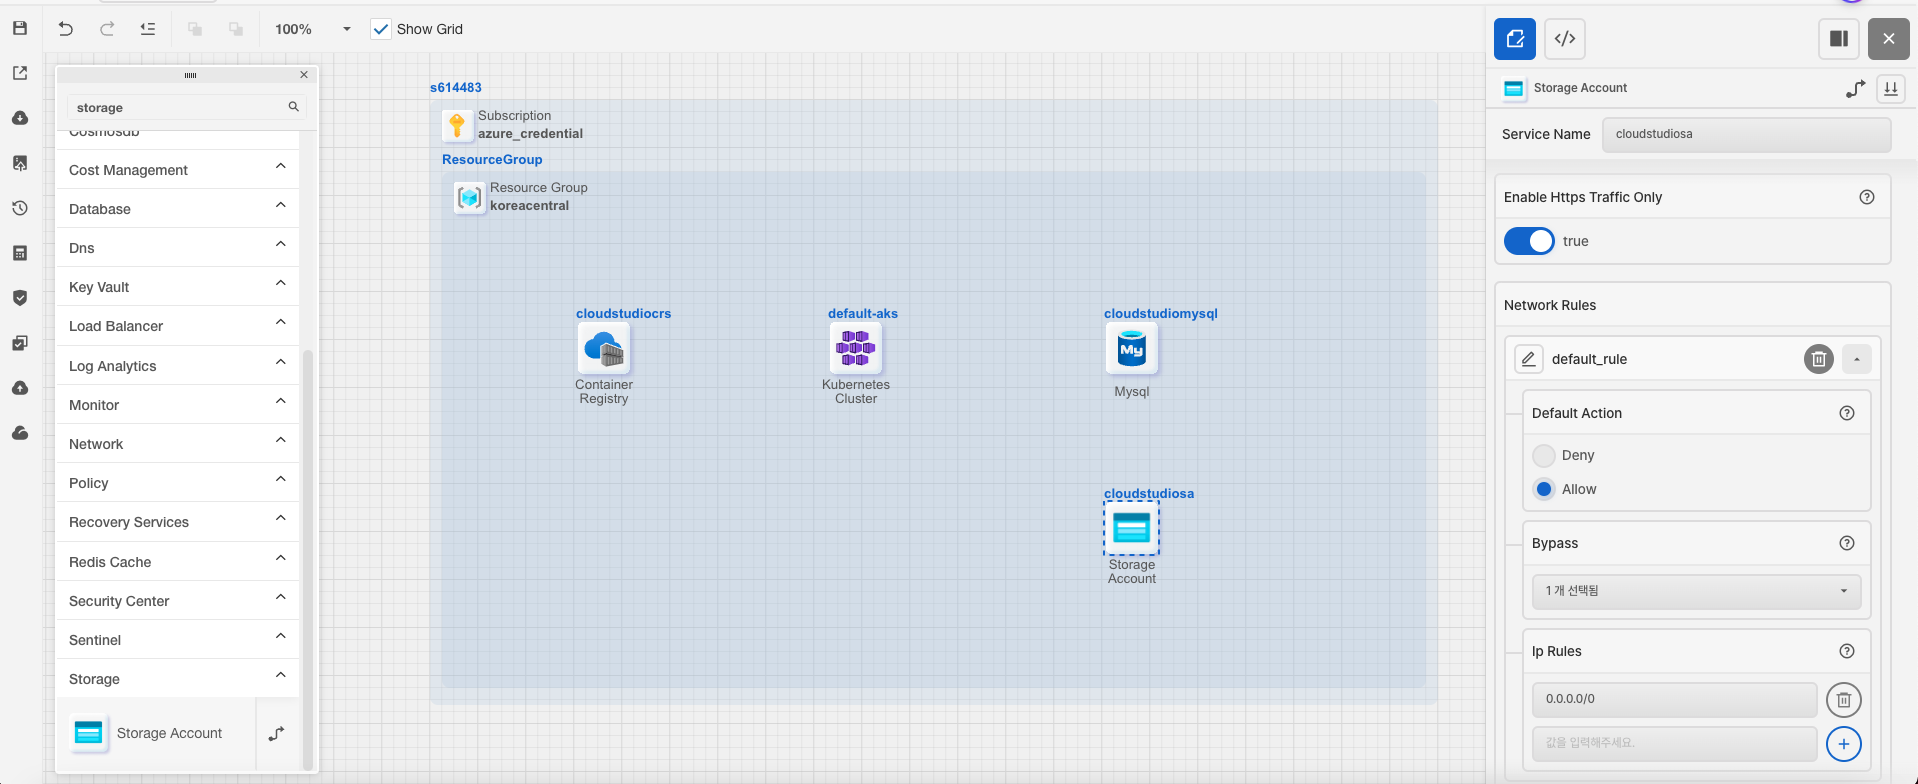 100%
Show Grid
storage
Cosmosdb
Cost Management
Database
Dns
Key Vault
Load Balancer
Log Analytics
Monitor
Network
Policy
Recovery Services
Redis Cache
Security Center
Sentinel
Storage
Storage Account
s614483
Subscription
azure_credential
ResourceGroup
Resource Group
koreacentral
cloudstudiocrs
Container
Registry
default-aks
Kubernetes
Cluster
cloudstudiomysql
My
Mysql
cloudstudiosa
Storage
Account
Storage Account
Service Name
cloudstudiosa
Enable Https Traffic Only
true
Network Rules
default_rule
Default Action
Deny
Allow
Bypass
1 개 선택됨
Ip Rules
0.0.0.0/0
값을 입력해주세요.